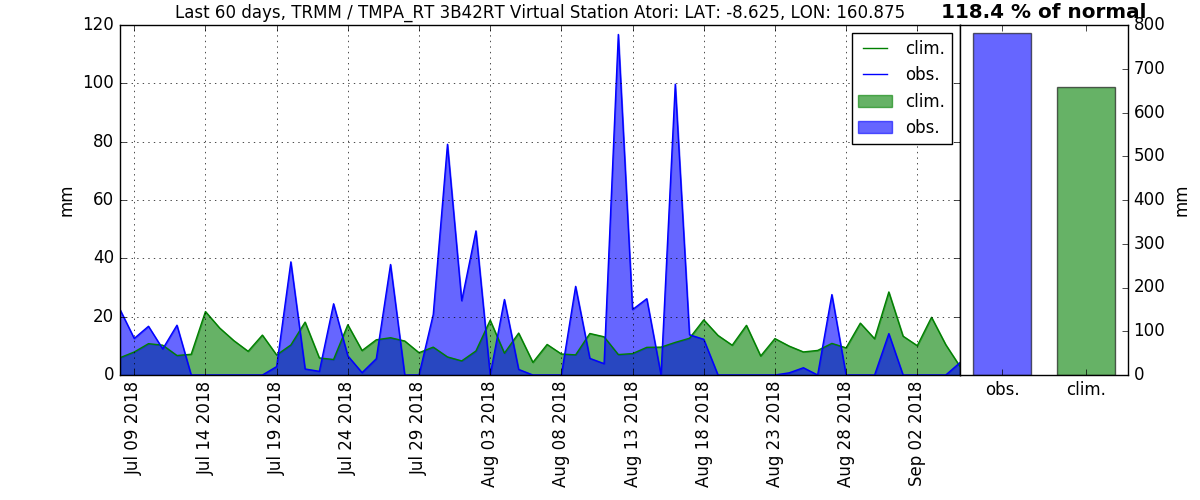 Last 60 days, TRMM / TMPA_RT 3B42RT Virtual Station Atori: LAT: -8.625, LON: 160.875
118.4 % of normal
120
100
80
60
40
20
0
mm
clim.
obs.
clim.
obs.
Jul 09 2018
Jul 14 2018
Jul 19 2018
Jul 24 2018
Jul 29 2018
Aug 03 2018
Aug 08 2018
Aug 13 2018
Aug 18 2018
Aug 23 2018
Aug 28 2018
Sep 02 2018
800
700
600
500
400
300
200
100
0
mm
obs.
clim.